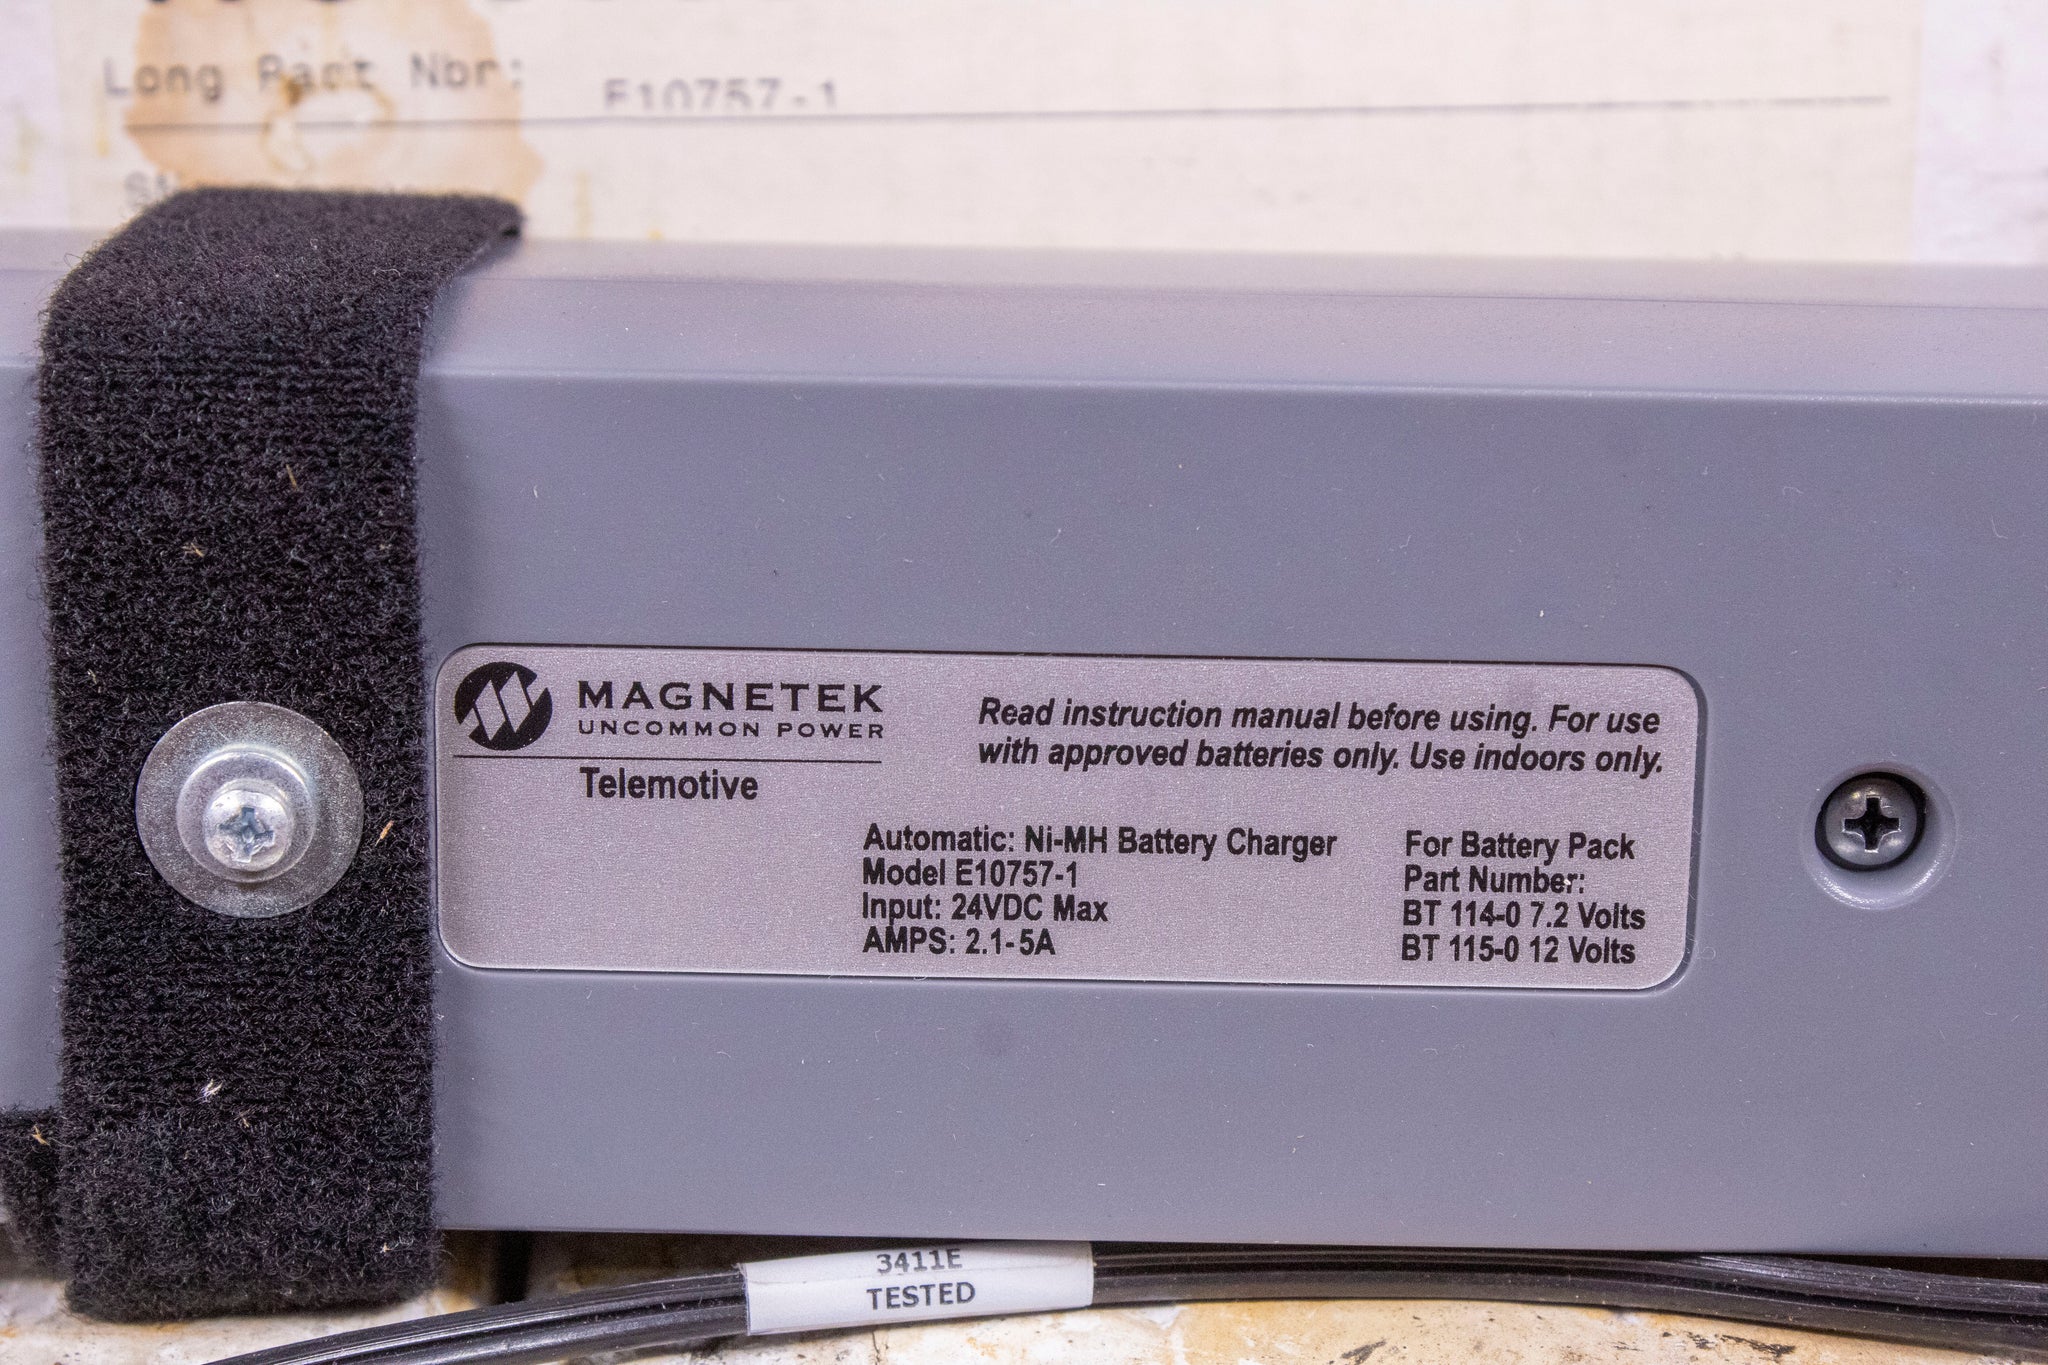 Long Part Nbr: E10757-1
MAGNETEK
UNCOMMON POWER
Telemotive
Read instruction manual before using. For use
with approved batteries only. Use indoors only.
Automatic: Ni-MH Battery Charger
Model E10757-1
Input: 24VDC Max
AMPS: 2.1-5A
For Battery Pack
Part Number:
BT 114-0 7.2 Volts
BT 115-0 12 Volts
3411E
TESTED